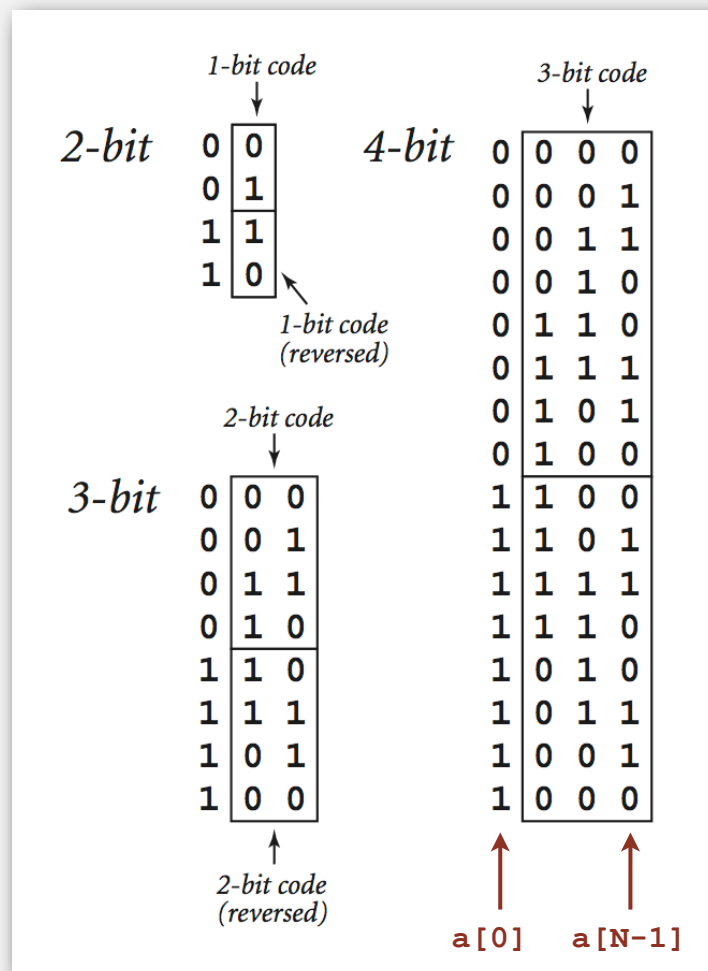 1-bit code
2-bit
0 0
0 1
1 1
1 0
1-bit code
(reversed)
2-bit code
3-bit
0 0 0
0 0 1
0 1 1
0 1 0
1 1 0
1 1 1
1 0 1
1 0 0
2-bit code
(reversed)
3-bit code
4-bit
0 0 0 0
0 0 0 1
0 0 1 1
0 0 1 0
0 1 1 0
0 1 1 1
0 1 0 1
0 1 0 0
1 1 0 0
1 1 0 1
1 1 1 1
1 1 1 0
1 0 1 0
1 0 1 1
1 0 0 1
1 0 0 0
a[0] a[N-1]